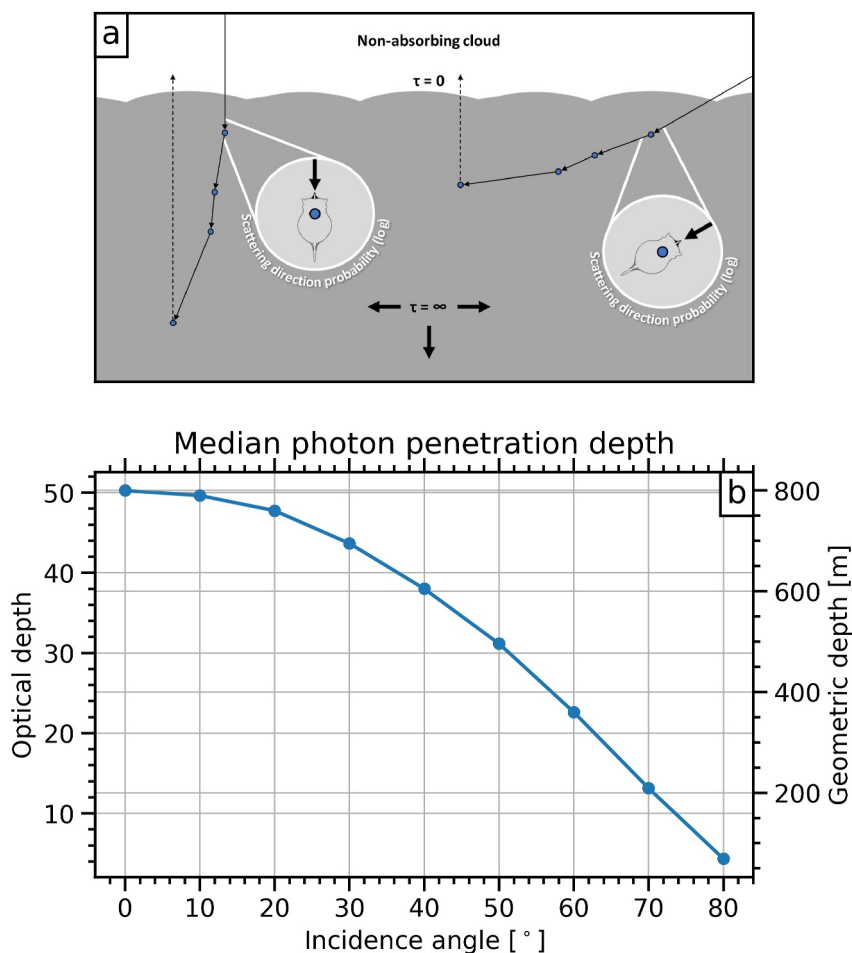 a
Non-absorbing cloud
τ = 0
Scattering direction probability (log)
Scattering direction probability (log)
τ = ∞
Median photon penetration depth
b
50
40
30
20
10
Optical depth
800
600
400
200
Geometric depth [m]
0 10 20 30 40 50 60 70 80
Incidence angle [°]